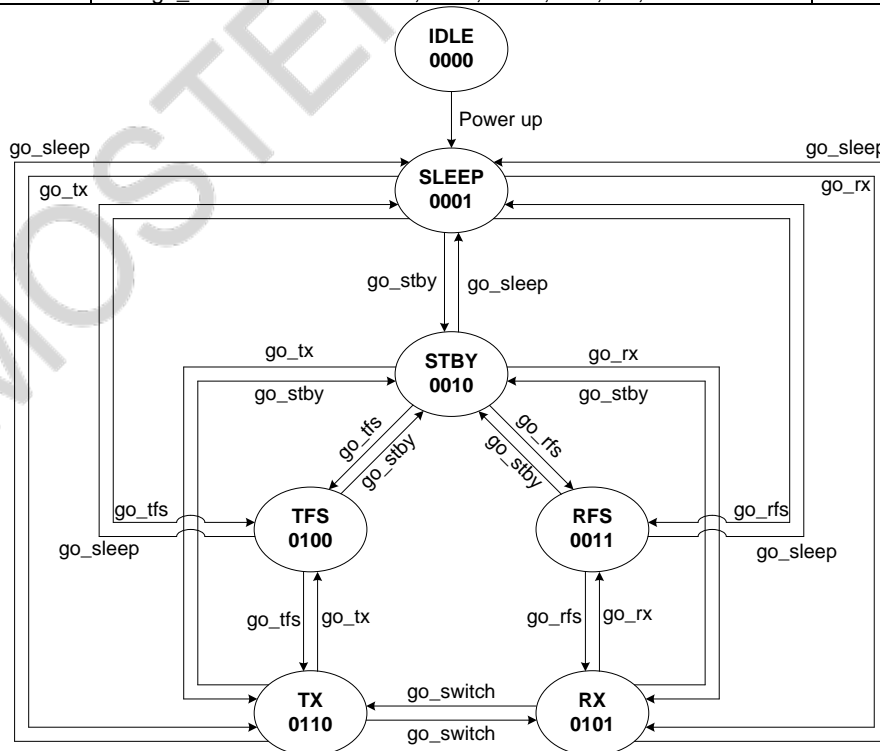 IDLE
0000
Power up
go_sleep
go_sleep
SLEEP
0001
go_tx
go_rx
go_stby
go_sleep
go_tx
STBY
0010
go_rx
go_stby
go_stby
go_tfs
go_stby
go_rfs
go_stby
go_tfs
TFS
0100
RFS
0011
go_rfs
go_sleep
go_sleep
go_tfs
go_tx
go_rfs
go_rx
TX
0110
go_switch
go_switch
RX
0101